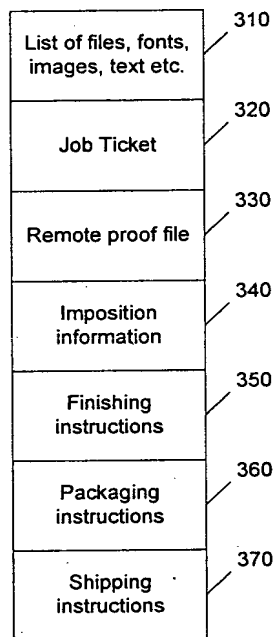 List of files, fonts,
images, text etc.
310
Job Ticket
320
Remote proof file
330
Imposition
information
340
Finishing
instructions
350
Packaging
instructions
360
Shipping
instructions
370